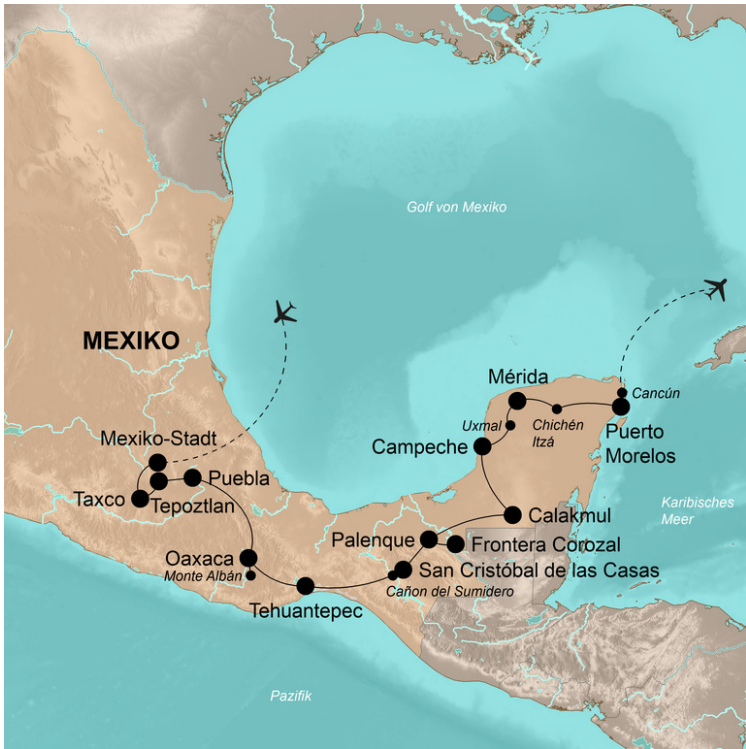 Golf von Mexiko
MEXIKO
Mérida
Cancún
Uxmal
Chichén
Itzá
Puerto
Morelos
Mexiko-Stadt
Campeche
Puebla
Taxco
Tepoztlan
Karibisches
Meer
Calakmul
Palenque
Frontera Corozal
Oaxaca
Monte Albán
San Cristóbal de las Casas
Cañon del Sumidero
Tehuantepec
Pazifik